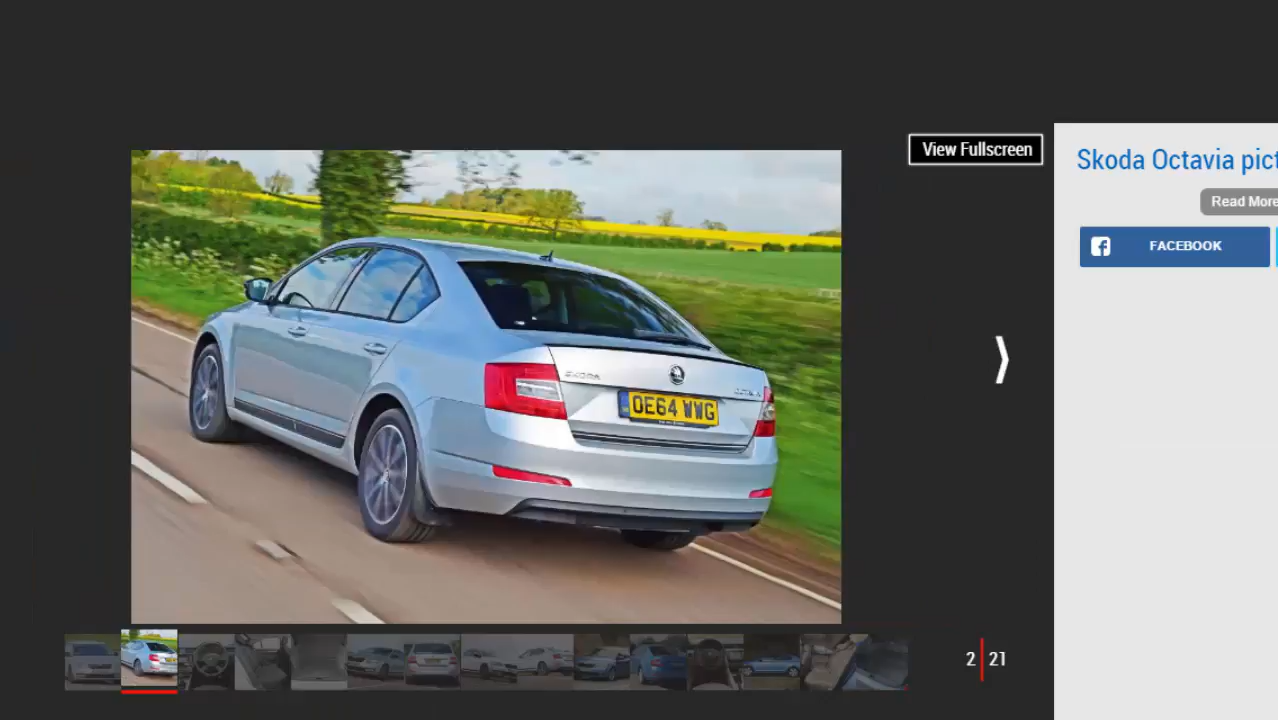 View Fullscreen
Skoda Octavia pict
Read More
FACEBOOK
SKODA
OE64 WWG
2 21